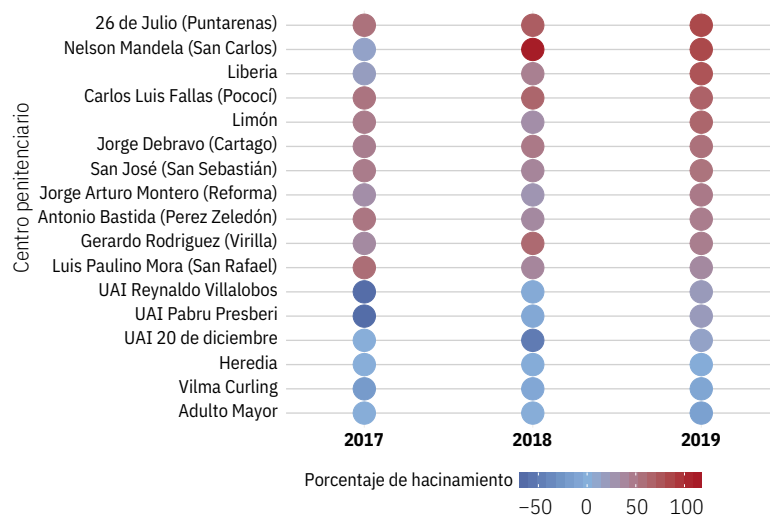 Centro penitenciario
26 de Julio (Puntarenas)
Nelson Mandela (San Carlos)
Liberia
Carlos Luis Fallas (Pococí)
Limón
Jorge Debravo (Cartago)
San José (San Sebastián)
Jorge Arturo Montero (Reforma)
Antonio Bastida (Perez Zeledón)
Gerardo Rodriguez (Virilla)
Luis Paulino Mora (San Rafael)
UAI Reynaldo Villalobos
UAI Pabru Presberi
UAI 20 de diciembre
Heredia
Vilma Curling
Adulto Mayor
2017 2018 2019
Porcentaje de hacinamiento
−50 0 50 100